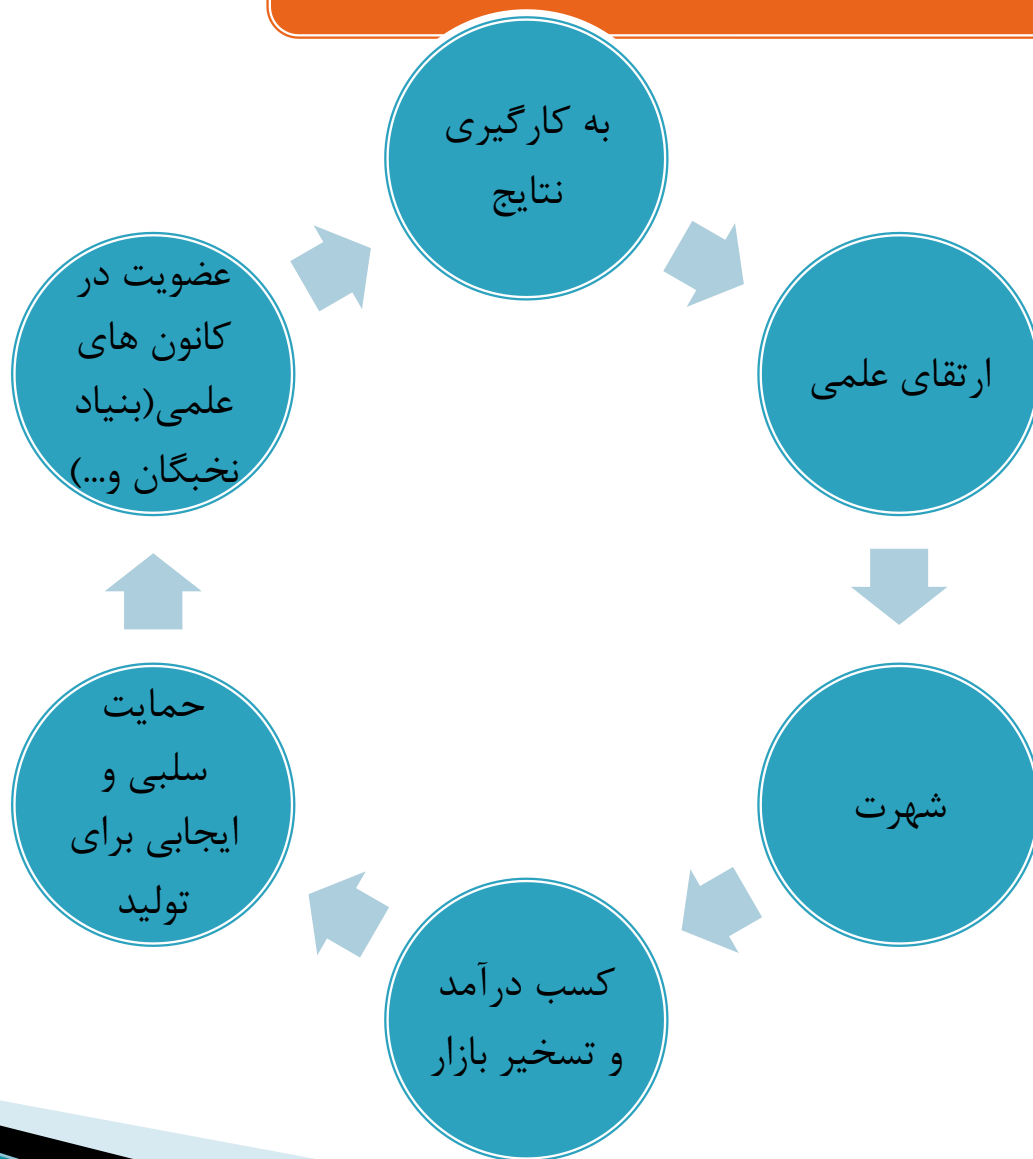 به کارگیری
نتایج
ارتقای علمی
شهرت
کسب درآمد
و تسخیر بازار
حمایت
سلبی و
ایجابی برای
تولید
عضویت در
کانون های
علمی(بنیاد
نخبگان و...)